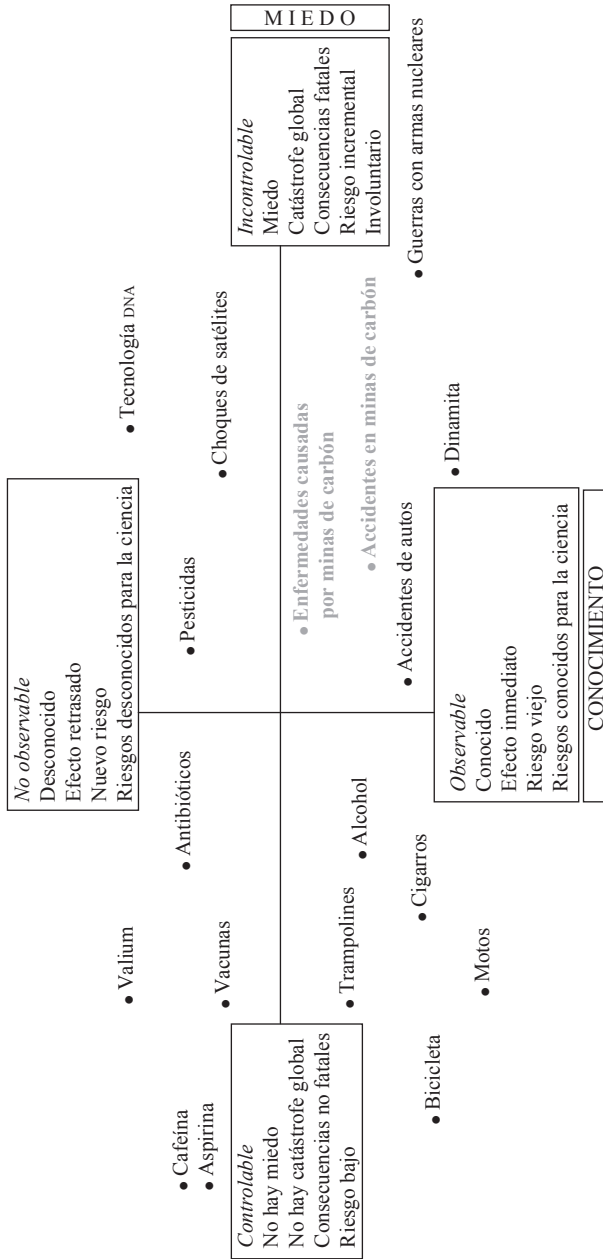 No observable
Desconocido
Efecto retrasado
Nuevo riesgo
Riesgos desconocidos para la ciencia
• Valium
• Tecnología DNA
• Cafeína
• Aspirina
• Antibióticos
• Pesticidas
• Vacunas
• Choques de satélites
Controlable
No hay miedo
No hay catástrofe global
Consecuencias no fatales
Riesgo bajo
Incontrolable
Miedo
Catástrofe global
Consecuencias fatales
Riesgo incremental
Involuntario
MIEDO
• Enfermedades causadas
por minas de carbón
• Trampolines
• Alcohol
• Accidentes en minas de carbón
• Cigarros
• Accidentes de autos
• Guerras con armas nucleares
• Bicicleta
• Dinamita
• Motos
Observable
Conocido
Efecto inmediato
Riesgo viejo
Riesgos conocidos para la ciencia
CONOCIMIENTO